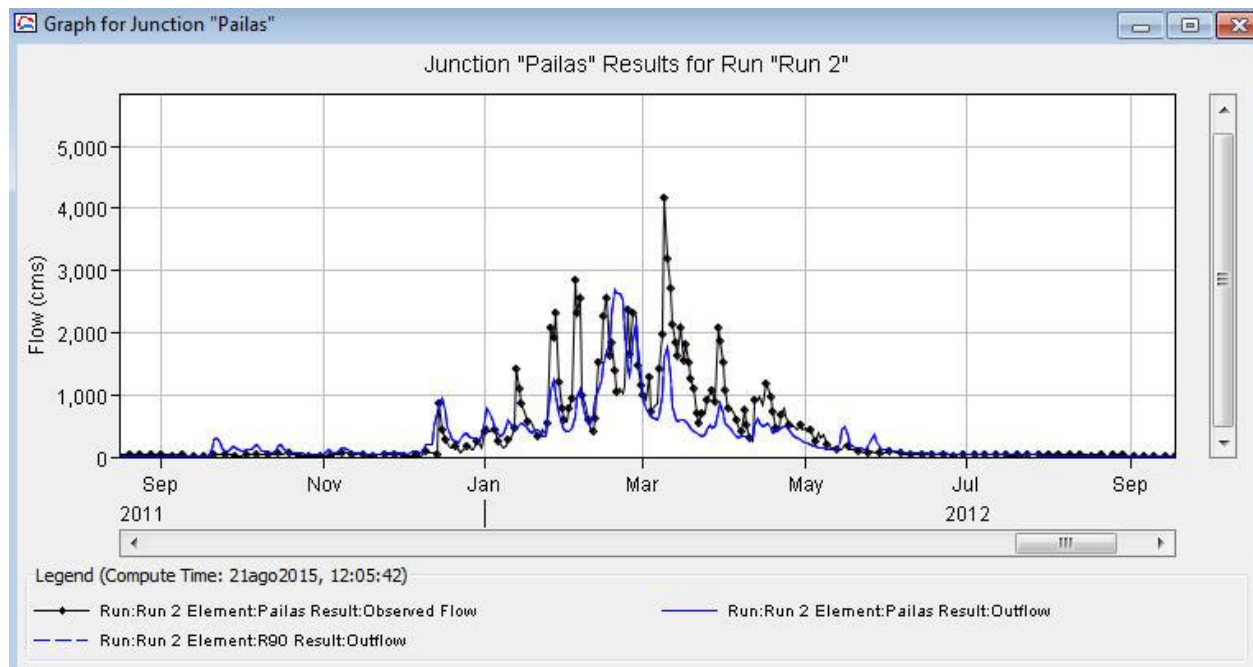 Graph for Junction "Pailas"
Junction "Pailas" Results for Run "Run 2"
5,000
4,000
3,000
2,000
1,000
0
Flow (cms)
Sep Nov Jan Mar May Jul Sep
2011 2012
Legend (Compute Time: 21ago2015, 12:05:42)
Run:Run 2 Element:Pailas Result:Observed Flow Run:Run 2 Element:Pailas Result:Outflow
Run:Run 2 Element:R90 Result:Outflow